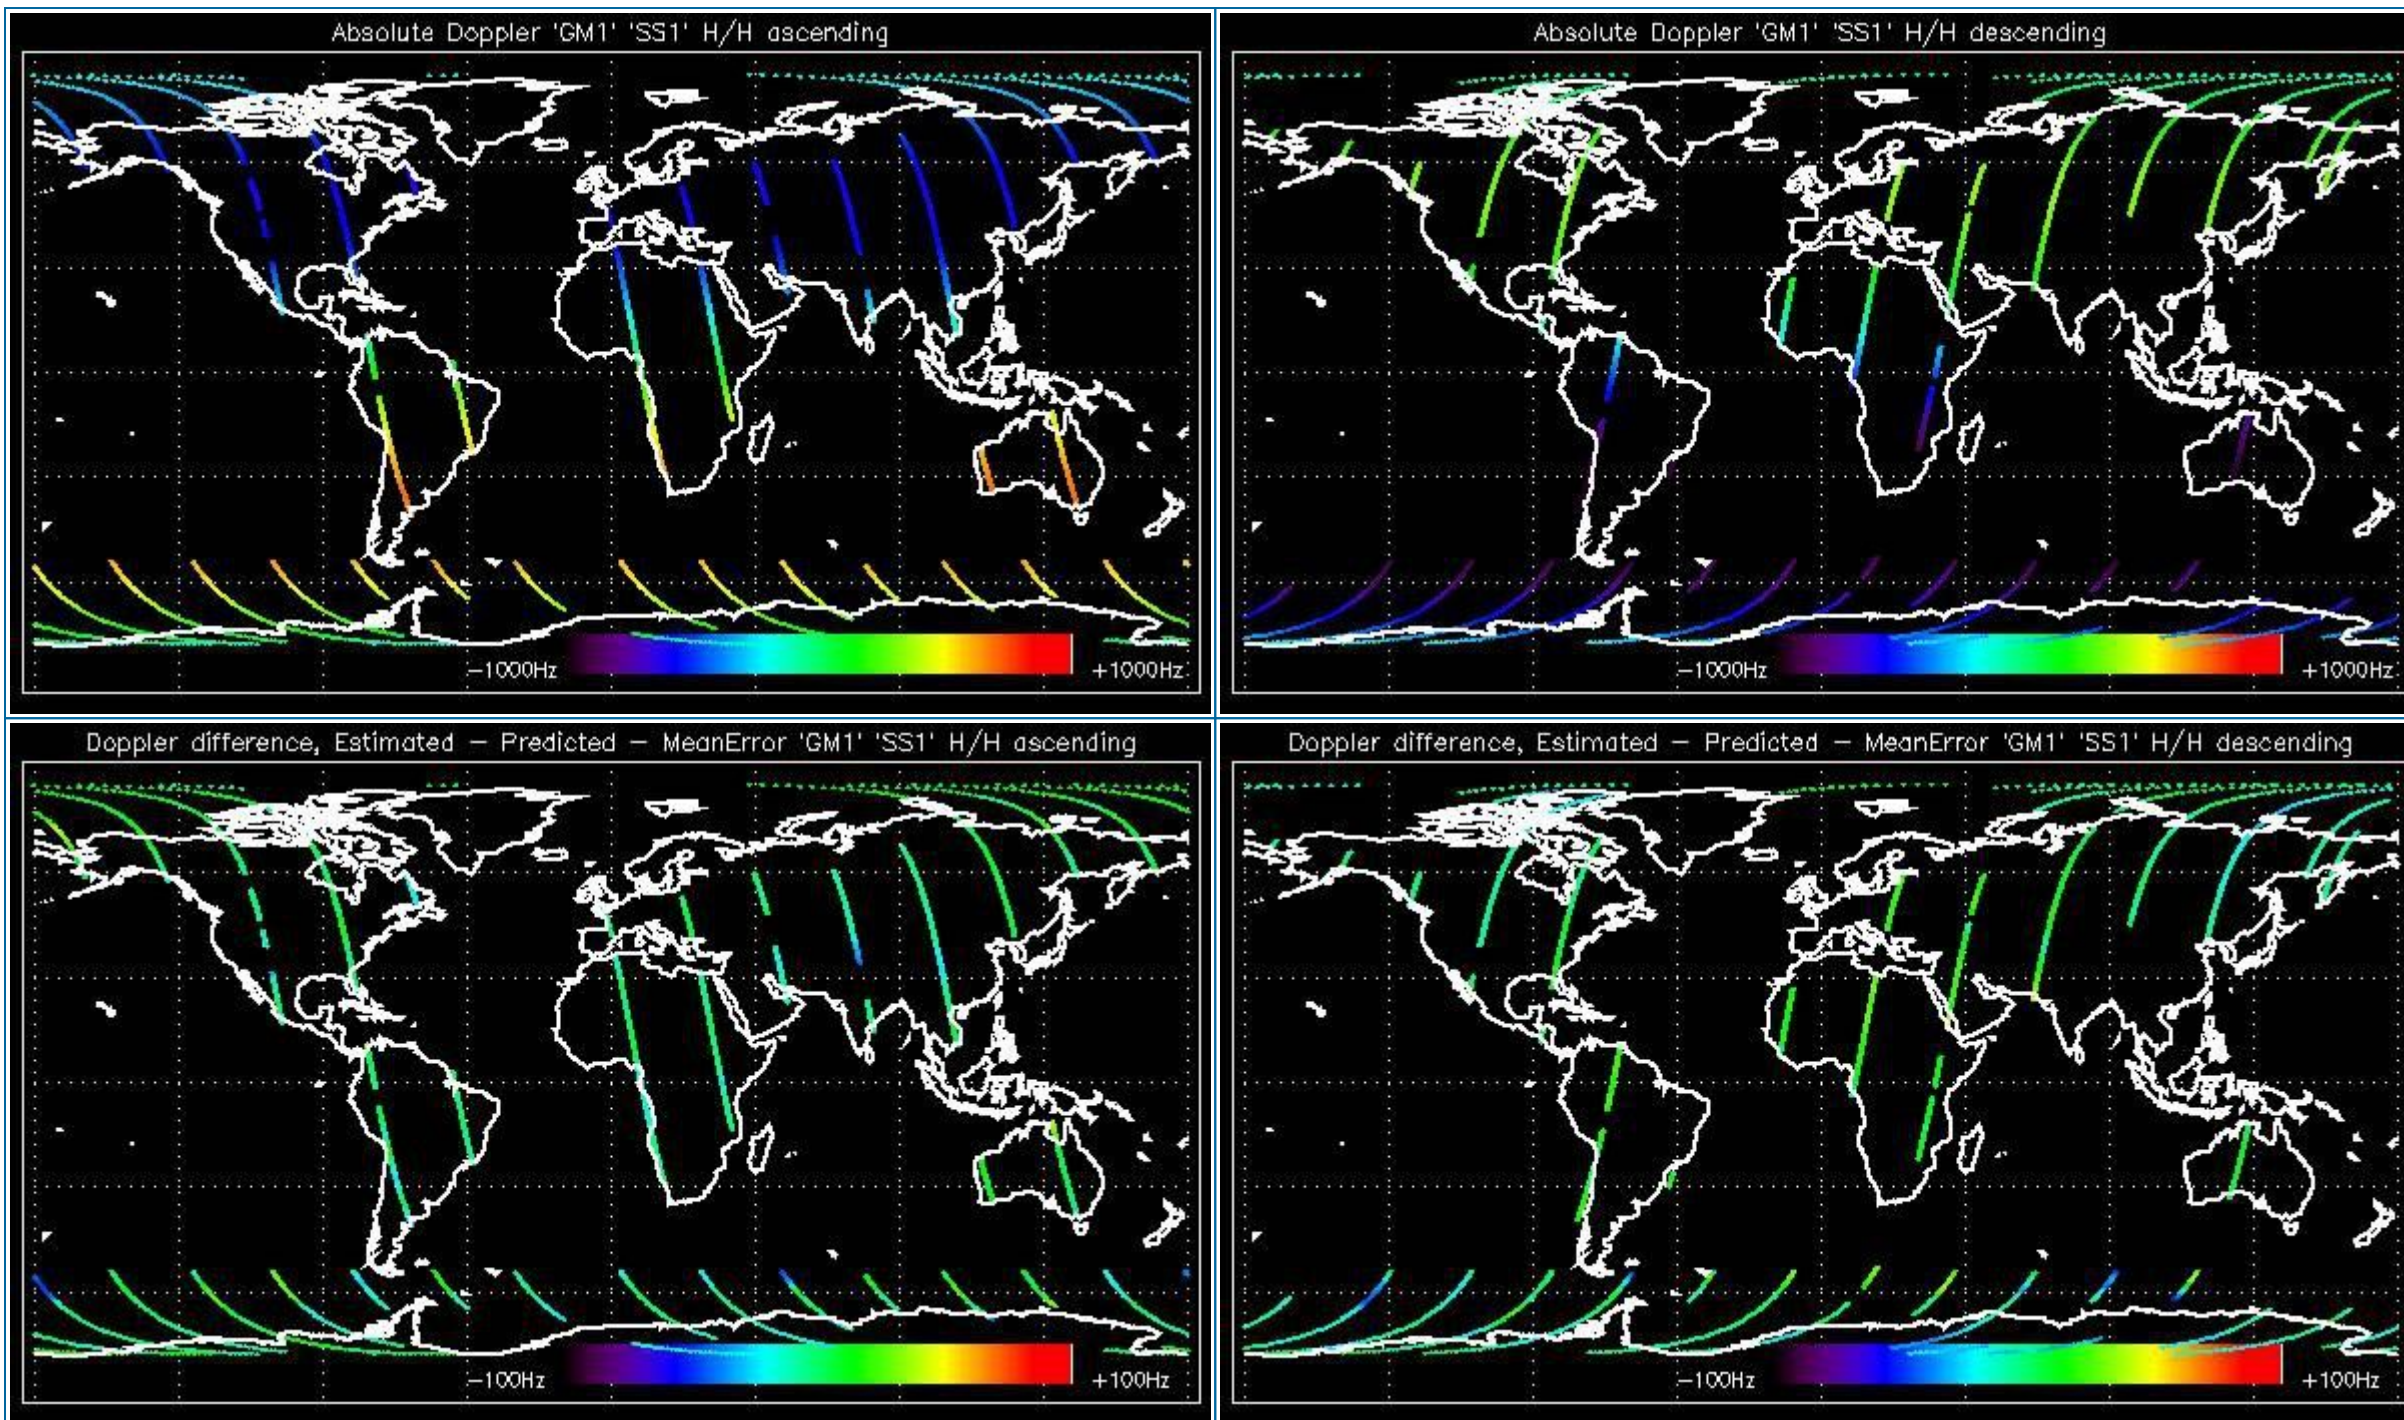 Absolute Doppler 'GM1' 'SS1' H/H ascending
−1000Hz
+1000Hz
Absolute Doppler 'GM1' 'SS1' H/H descending
−1000Hz
+1000Hz
Doppler difference, Estimated − Predicted − MeanError 'GM1' 'SS1' H/H ascending
−100Hz
+100Hz
Doppler difference, Estimated − Predicted − MeanError 'GM1' 'SS1' H/H descending
−100Hz
+100Hz